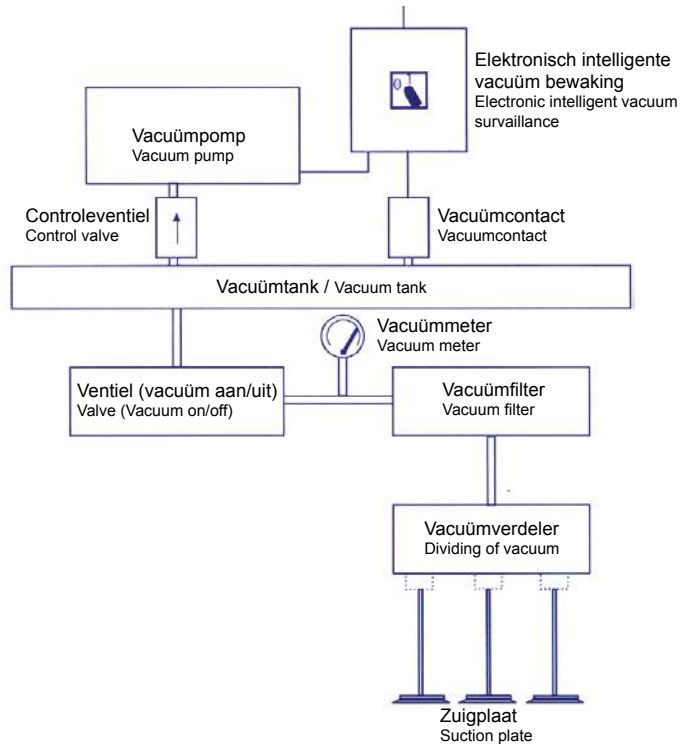 Elektronisch intelligente
vacuüm bewaking
Electronic intelligent vacuum
survaillance
Vacuümpomp
Vacuum pump
Controleventiel
Control valve
Vacuümcontact
Vacuumcontact
Vacuümtank / Vacuum tank
Vacuümmeter
Vacuum meter
Ventiel (vacuüm aan/uit)
Valve (Vacuum on/off)
Vacuümfilter
Vacuum filter
Vacuümverdeler
Dividing of vacuum
Zuigplaat
Suction plate